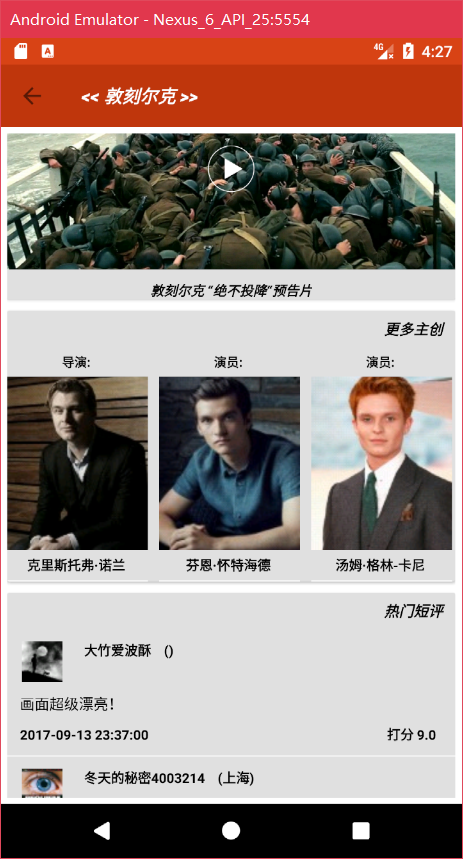 Android Emulator - Nexus_6_API_25:5554
4G 4:27
<< 敦刻尔克 >>
敦刻尔克 “绝不投降”预告片
更多主创
导演: 演员: 演员:
克里斯托弗·诺兰 芬恩·怀特海德 汤姆·格林-卡尼
热门短评
大竹爱波酥 ()
画面超级漂亮!
2017-09-13 23:37:00 打分 9.0
冬天的秘密4003214 (上海)